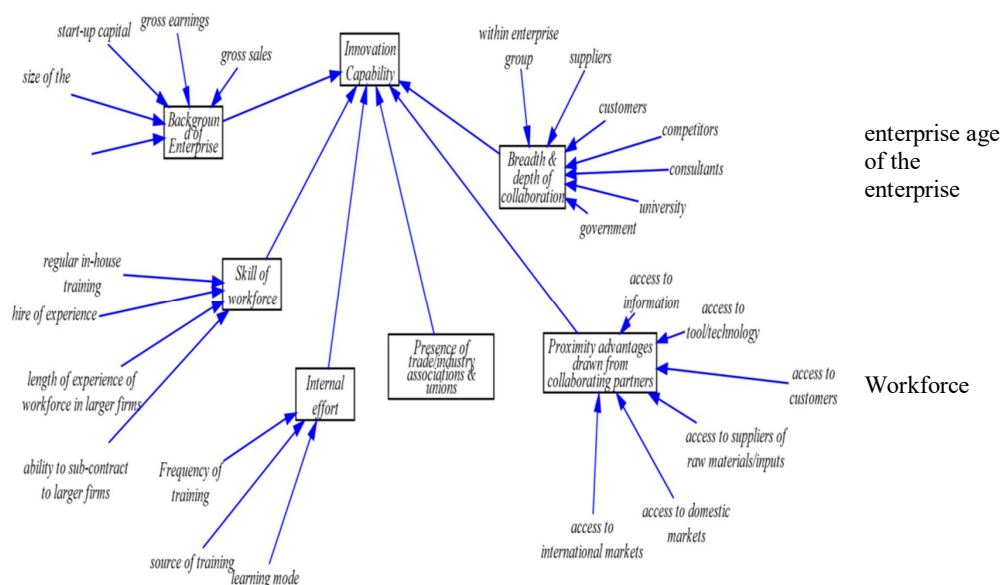 gross earnings
start-up capital
gross sales
size of the
Backgroun
d of
Enterprise
Innovation
Capability
within enterprise
group
suppliers
customers
competitors
consultants
university
government
Breadth &
depth of
collaboration
enterprise age
of the
enterprise
regular in-house
training
hire of experience
length of experience of
workforce in larger firms
ability to sub-contract
to larger firms
Skill of
workforce
Internal
effort
Frequency of
training
source of training
learning mode
Presence of
trade/industry
associations &
unions
access to
information
access to
tool/technology
Proximity advantages
drawn from
collaborating partners
access to
customers
access to suppliers of
raw materials/inputs
access to domestic
markets
access to
international markets
Workforce